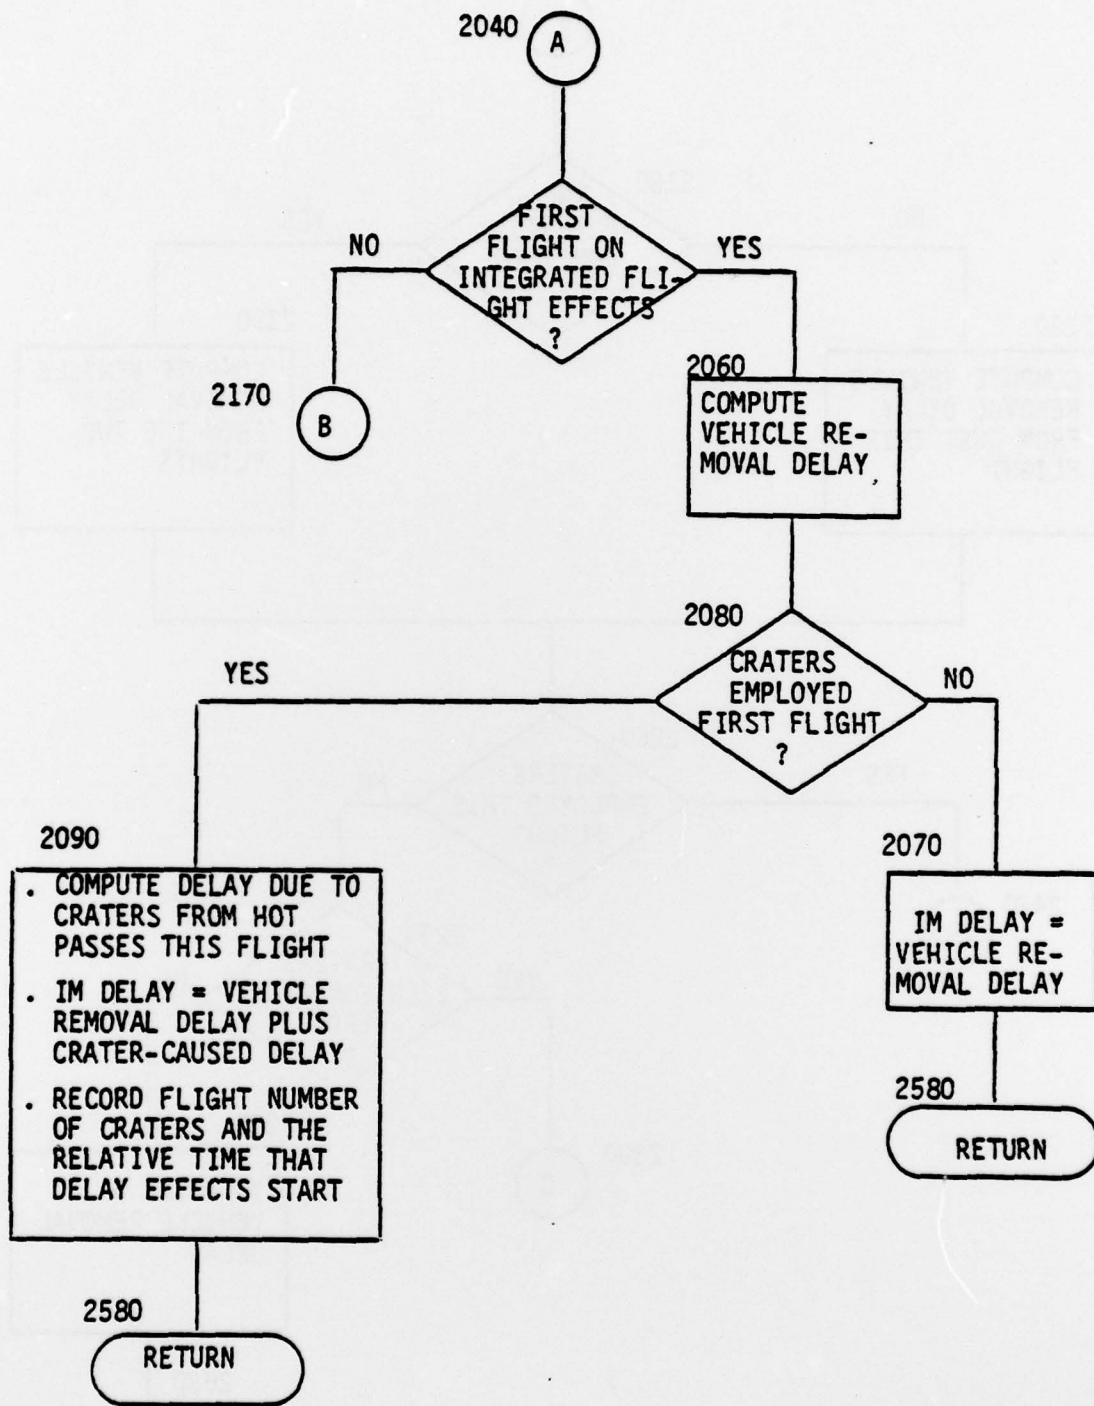 2040
A
FIRST
FLIGHT ON
INTEGRATED FLI-
GHT EFFECTS
?
NO
YES
2170
B
2060
COMPUTE
VEHICLE RE-
MOVAL DELAY
2080
CRATERS
EMPLOYED
FIRST FLIGHT
?
YES
NO
2090
. COMPUTE DELAY DUE TO
CRATERS FROM HOT
PASSES THIS FLIGHT
. IM DELAY = VEHICLE
REMOVAL DELAY PLUS
CRATER-CAUSED DELAY
. RECORD FLIGHT NUMBER
OF CRATERS AND THE
RELATIVE TIME THAT
DELAY EFFECTS START
2580
RETURN
2070
IM DELAY =
VEHICLE RE-
MOVAL DELAY
2580
RETURN